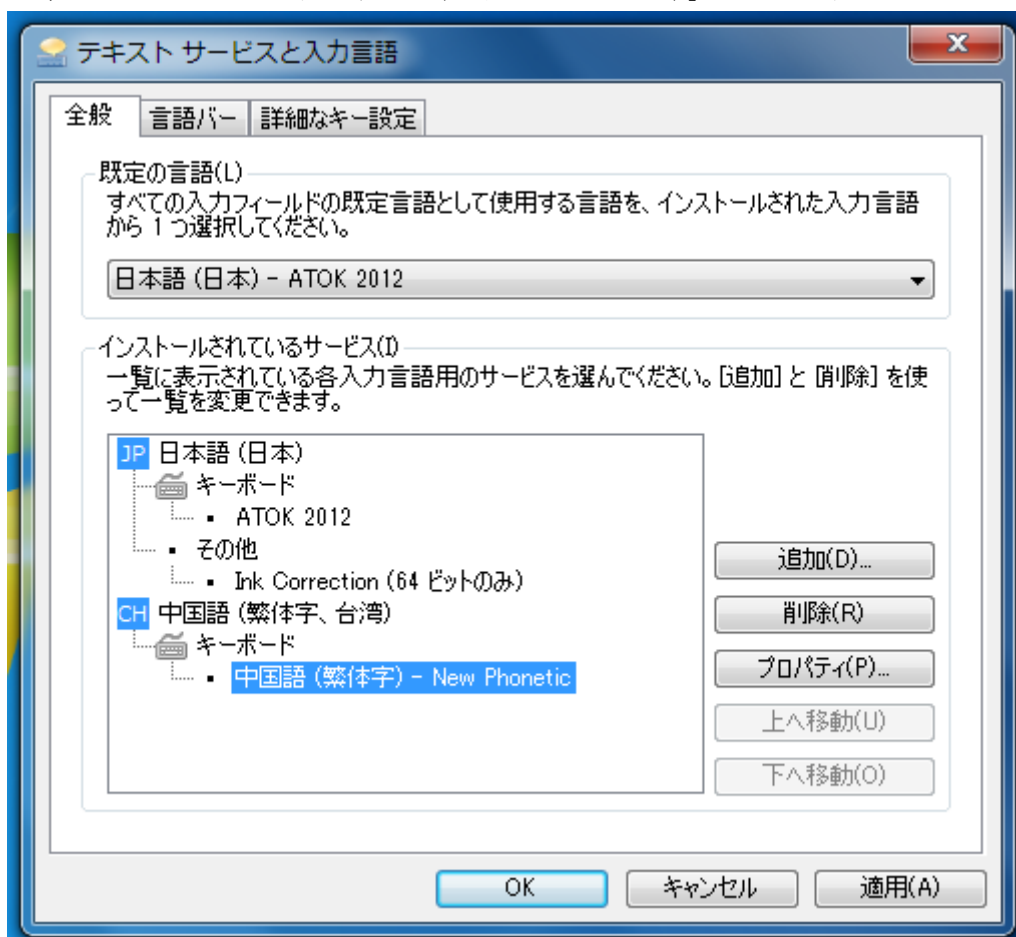 テキスト サービスと入力言語
全般
言語バー
詳細なキー設定
既定の言語(L)
すべての入力フィールドの既定言語として使用する言語を、インストールされた入力言語
から 1 つ選択してください。
日本語 (日本) - ATOK 2012
インストールされているサービス(I)
一覧に表示されている各入力言語用のサービスを選んでください。[追加] と [削除] を使
って一覧を変更できます。
JP 日本語 (日本)
キーボード
ATOK 2012
その他
Ink Correction (64 ビットのみ)
CH 中国語 (繁体字、台湾)
キーボード
中国語 (繁体字) - New Phonetic
追加(D)...
削除(R)
プロパティ(P)...
上へ移動(U)
下へ移動(O)
OK
キャンセル
適用(A)